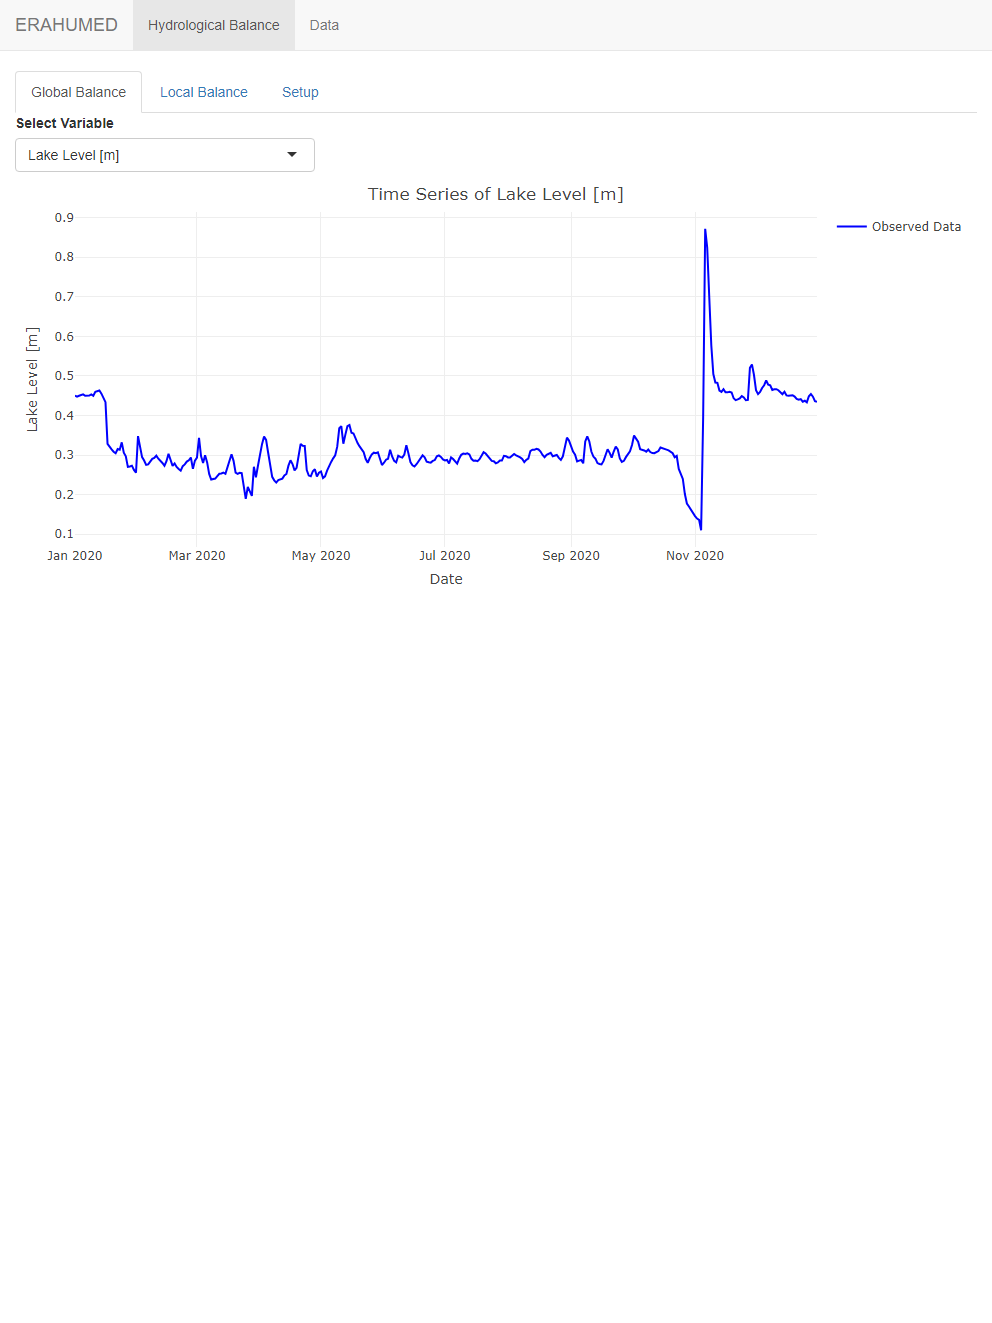 ERAHUMED Hydrological Balance Data
Global Balance Local Balance Setup
Select Variable
Lake Level [m]
Time Series of Lake Level [m]
Observed Data
Lake Level [m]
0.9
0.8
0.7
0.6
0.5
0.4
0.3
0.2
0.1
Jan 2020 Mar 2020 May 2020 Jul 2020 Sep 2020 Nov 2020
Date